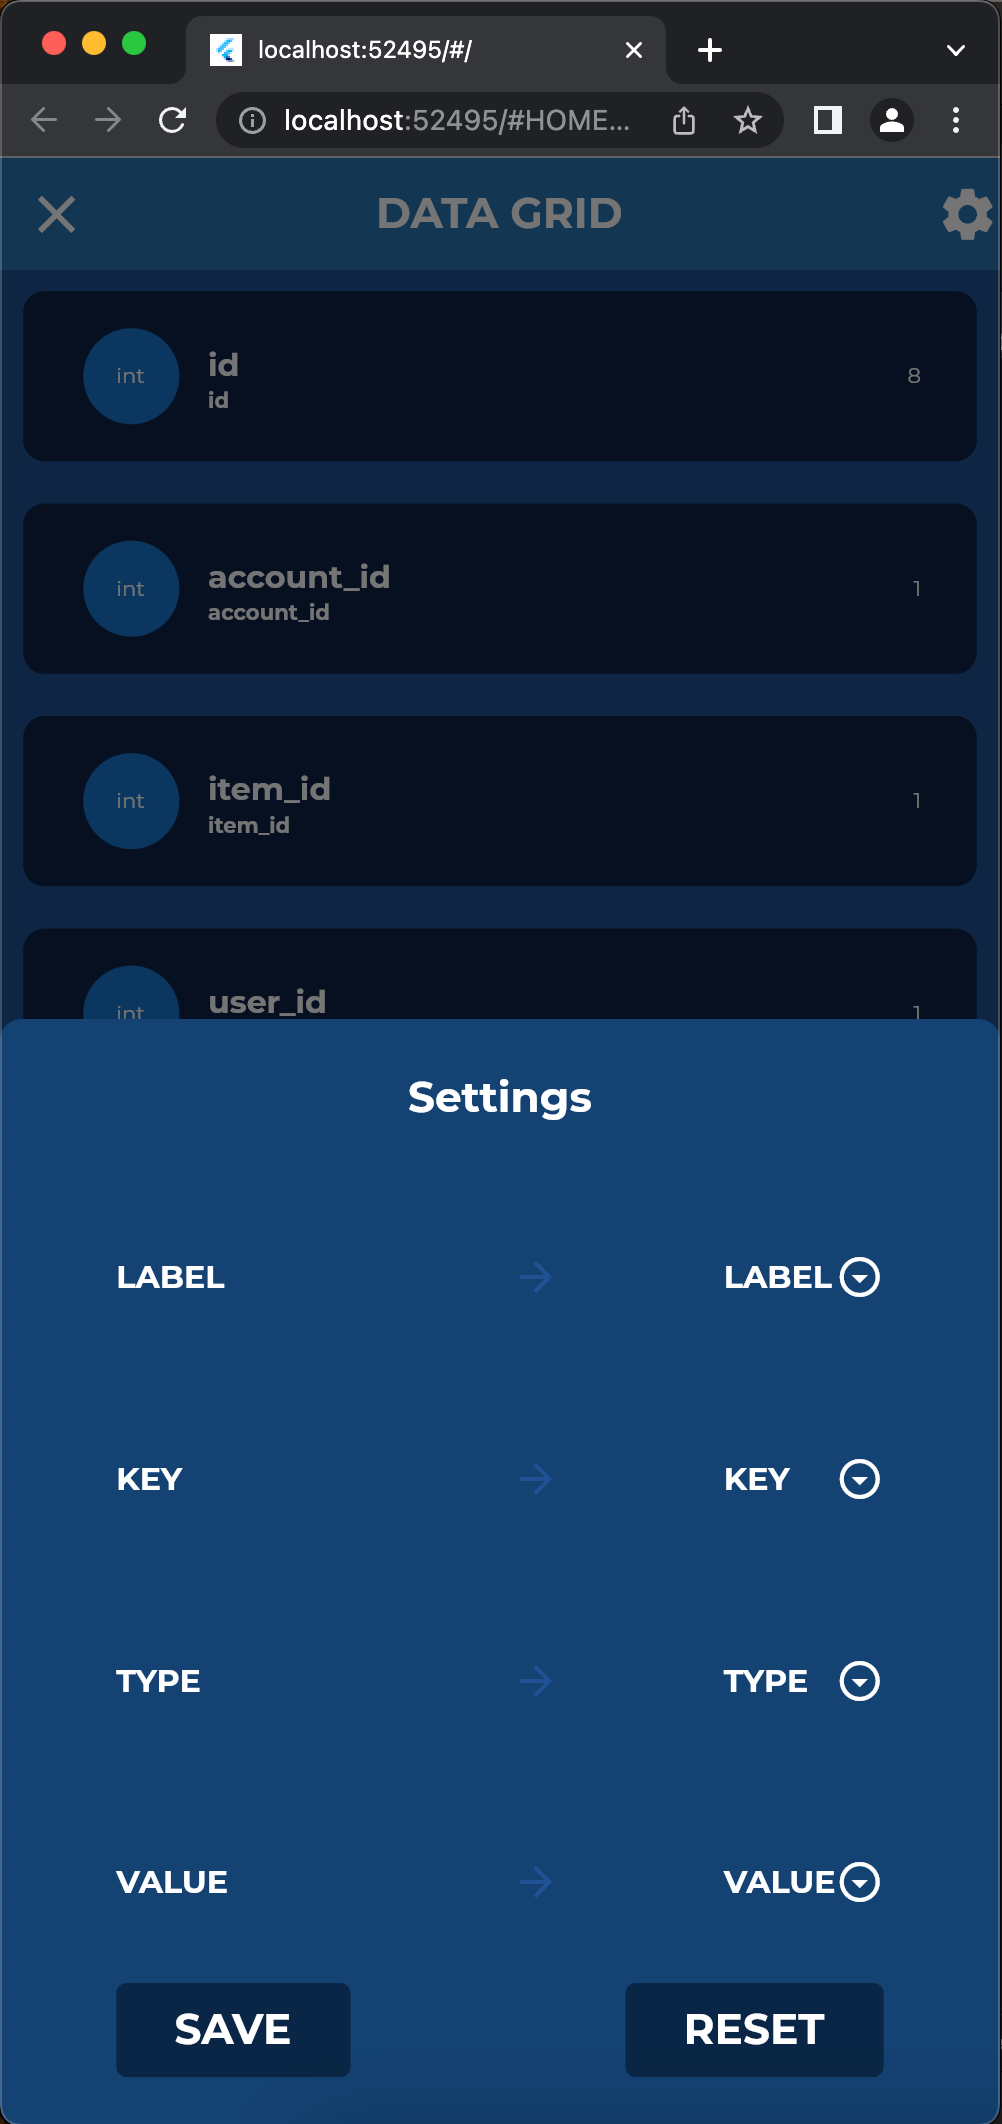 localhost:52495/#/
localhost:52495/#HOME...
DATA GRID
int
id
id
8
int
account_id
account_id
1
int
item_id
item_id
1
int
user_id
1
Settings
LABEL
LABEL
KEY
KEY
TYPE
TYPE
VALUE
VALUE
SAVE
RESET